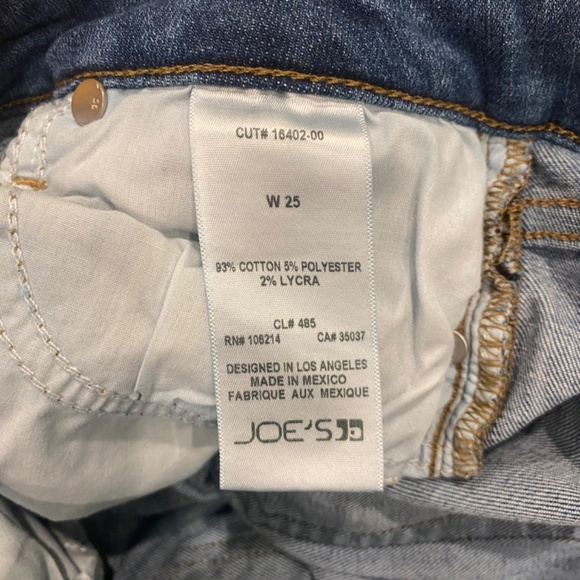 CUT# 16402-00
W 25
93% COTTON 5% POLYESTER
2% LYCRA
CL# 485
RN# 106214 CA# 35037
DESIGNED IN LOS ANGELES
MADE IN MEXICO
FABRIQUE AUX MEXIQUE
JOE'S